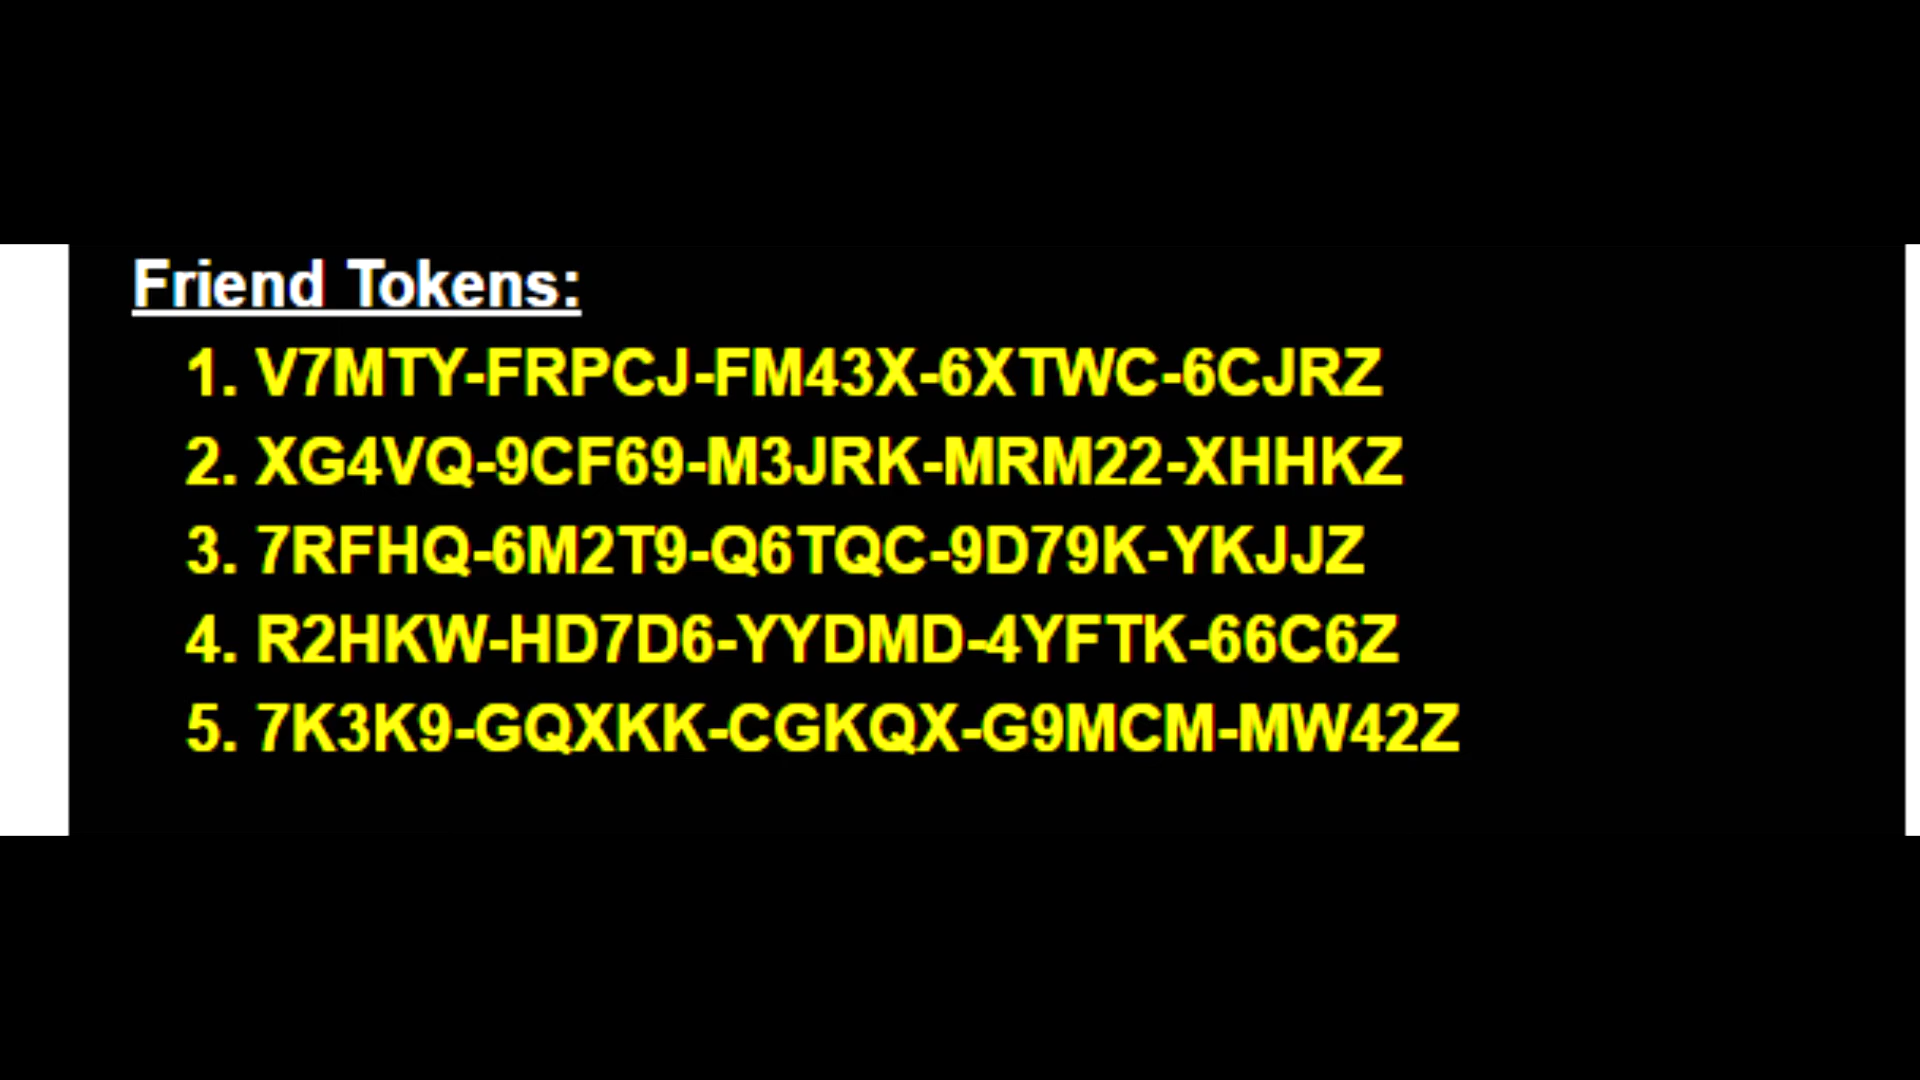 Friend Tokens:
1. V7MTY-FRPCJ-FM43X-6XTWC-6CJRZ
2. XG4VQ-9CF69-M3JRK-MRM22-XHHKZ
3. 7RFHQ-6M2T9-Q6TQC-9D79K-YKJJZ
4. R2HKW-HD7D6-YYDMD-4YFTK-66C6Z
5. 7K3K9-GQXKK-CGKQX-G9MCM-MW42Z